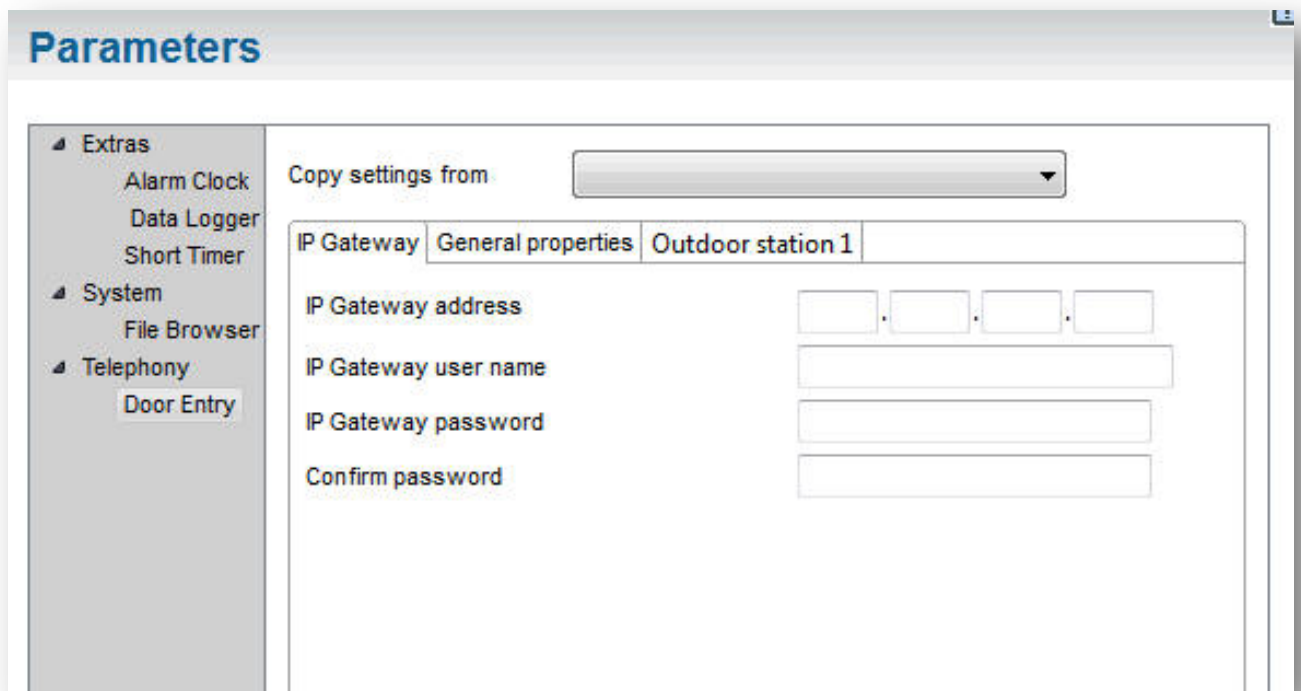 Parameters
Extras
Alarm Clock
Data Logger
Short Timer
System
File Browser
Telephony
Door Entry
Copy settings from
IP Gateway General properties Outdoor station 1
IP Gateway address . . .
IP Gateway user name
IP Gateway password
Confirm password